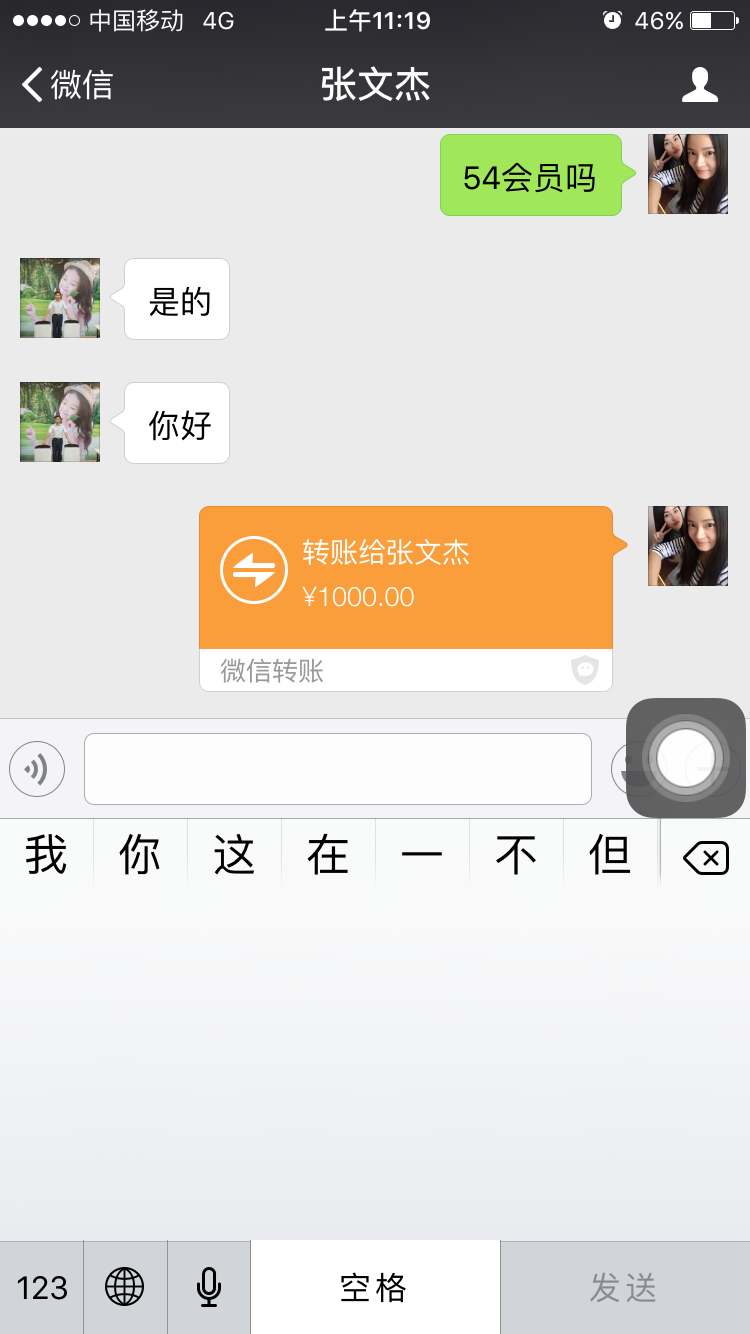 中国移动 4G 上午11:19 46%
微信 张文杰
54会员吗
是的
你好
转账给张文杰
¥1000.00
微信转账
我 你 这 在 一 不 但
123 空格 发送